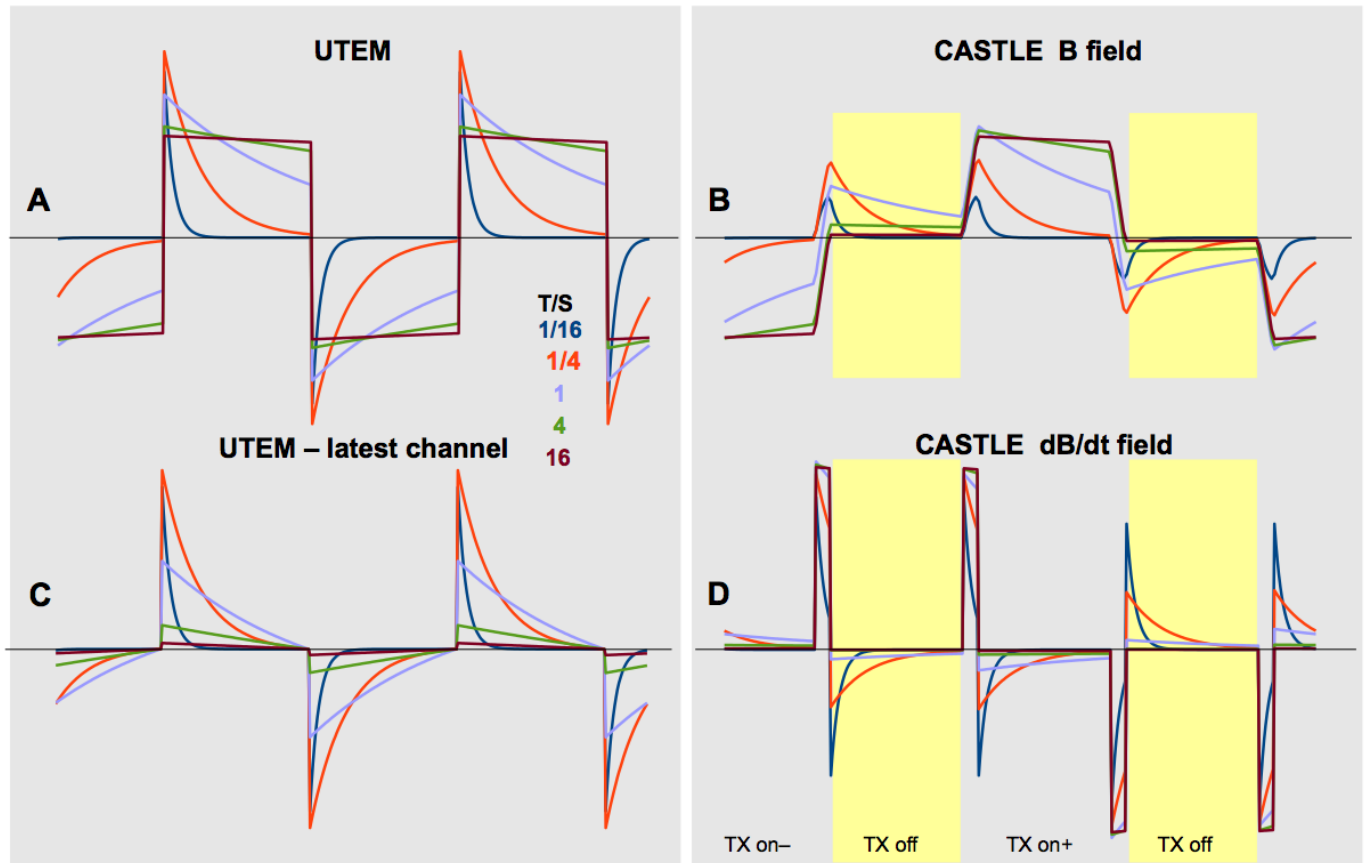 UTEM
CASTLE B field
A
B
T/S
1/16
1/4
1
4
16
UTEM – latest channel
CASTLE dB/dt field
C
D
TX on–
TX off
TX on+
TX off